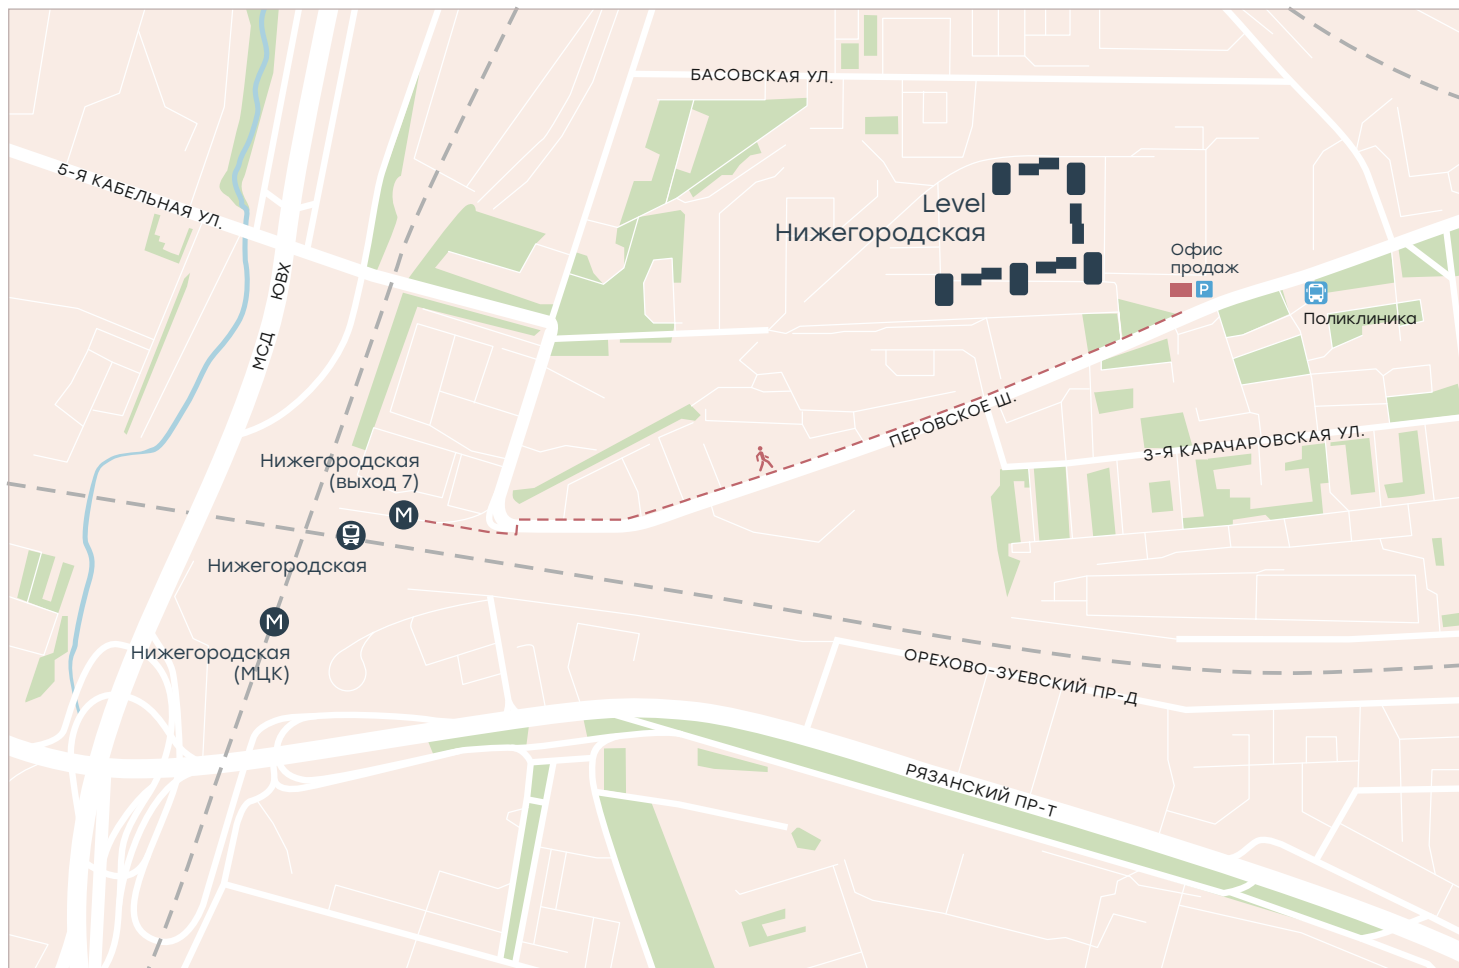 БАСОВСКАЯ УЛ.
5-Я КАБЕЛЬНАЯ УЛ.
Level
Нижегородская
Офис
продаж
P
МСД ЮВХ
Поликлиника
ПЕРОВСКОЕ Ш.
3-Я КАРАЧАРОВСКАЯ УЛ.
Нижегородская
(выход 7)
М
Нижегородская
М
Нижегородская
(МЦК)
ОРЕХОВО-ЗУЕВСКИЙ ПР-Д
РЯЗАНСКИЙ ПР-Т